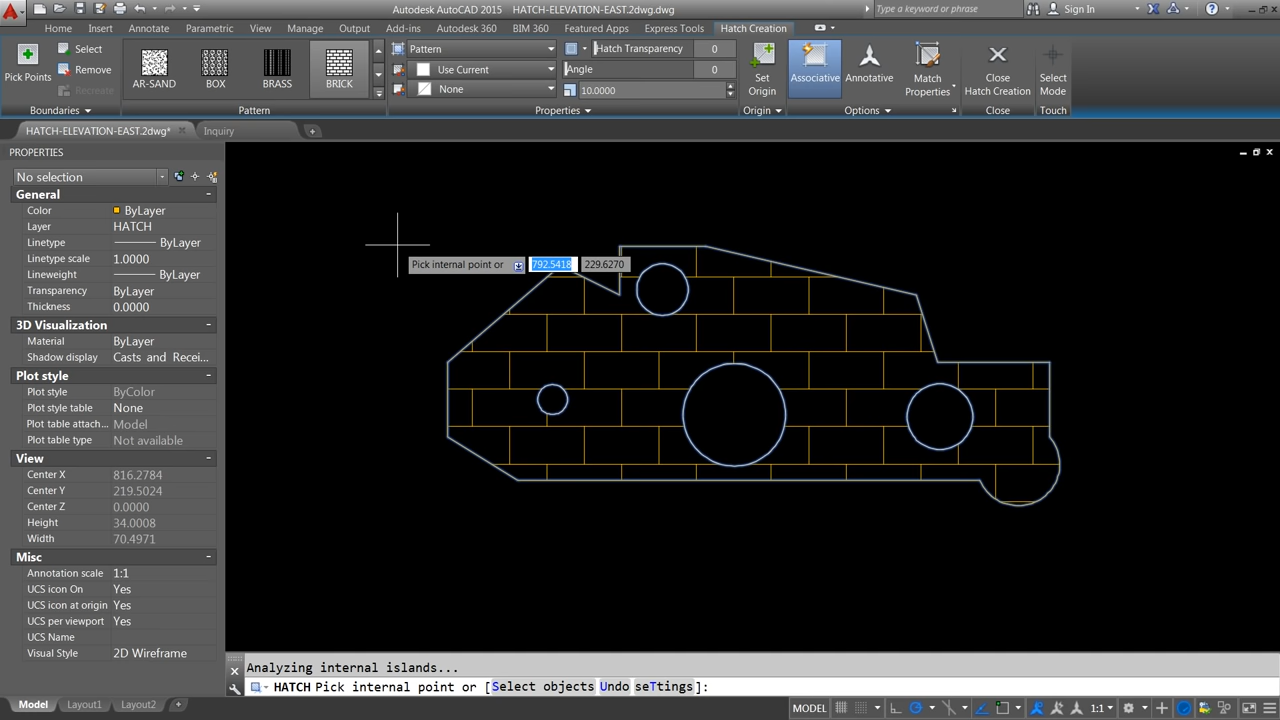 Autodesk AutoCAD 2015 HATCH-ELEVATION-EAST.2dwg.dwg
Type a keyword or phrase
Sign In
Home Insert Annotate Parametric View Manage Output Add-ins Autodesk 360 BIM 360 Featured Apps Express Tools Hatch Creation
Pick Points
Select
Remove
Recreate
Boundaries
AR-SAND
BOX
BRASS
BRICK
Pattern
Pattern
Use Current
None
Hatch Transparency 0
Angle 0
10.0000
Properties
Set Origin
Origin
Associative
Annotative
Match Properties
Options
Close Hatch Creation
Close
Select Mode
Touch
HATCH-ELEVATION-EAST.2dwg*
Inquiry
PROPERTIES
No selection
General
Color ByLayer
Layer HATCH
Linetype ByLayer
Linetype scale 1.0000
Lineweight ByLayer
Transparency ByLayer
Thickness 0.0000
3D Visualization
Material ByLayer
Shadow display Casts and Recei...
Plot style
Plot style ByColor
Plot style table None
Plot table attach... Model
Plot table type Not available
View
Center X 816.2784
Center Y 219.5024
Center Z 0.0000
Height 34.0008
Width 70.4971
Misc
Annotation scale 1:1
UCS icon On Yes
UCS icon at origin Yes
UCS per viewport Yes
UCS Name
Visual Style 2D Wireframe
Pick internal point or 792.5418 229.6270
Analyzing internal islands...
HATCH Pick internal point or [Select objects Undo seTtings]:
Model Layout1 Layout2 +
MODEL
1:1